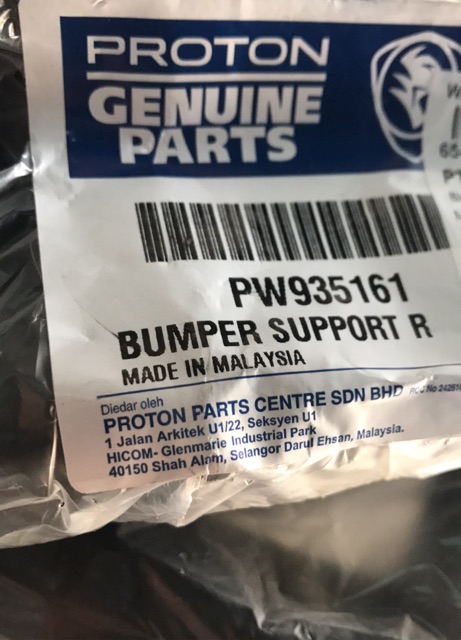 PROTON
GENUINE
PARTS
PW935161
BUMPER SUPPORT R
MADE IN MALAYSIA
Diedar oleh
PROTON PARTS CENTRE SDN BHD
1 Jalan Arkitek U1/22, Seksyen U1
HICOM- Glenmarie Industrial Park
40150 Shah Alam, Selangor Darul Ehsan, Malaysia.